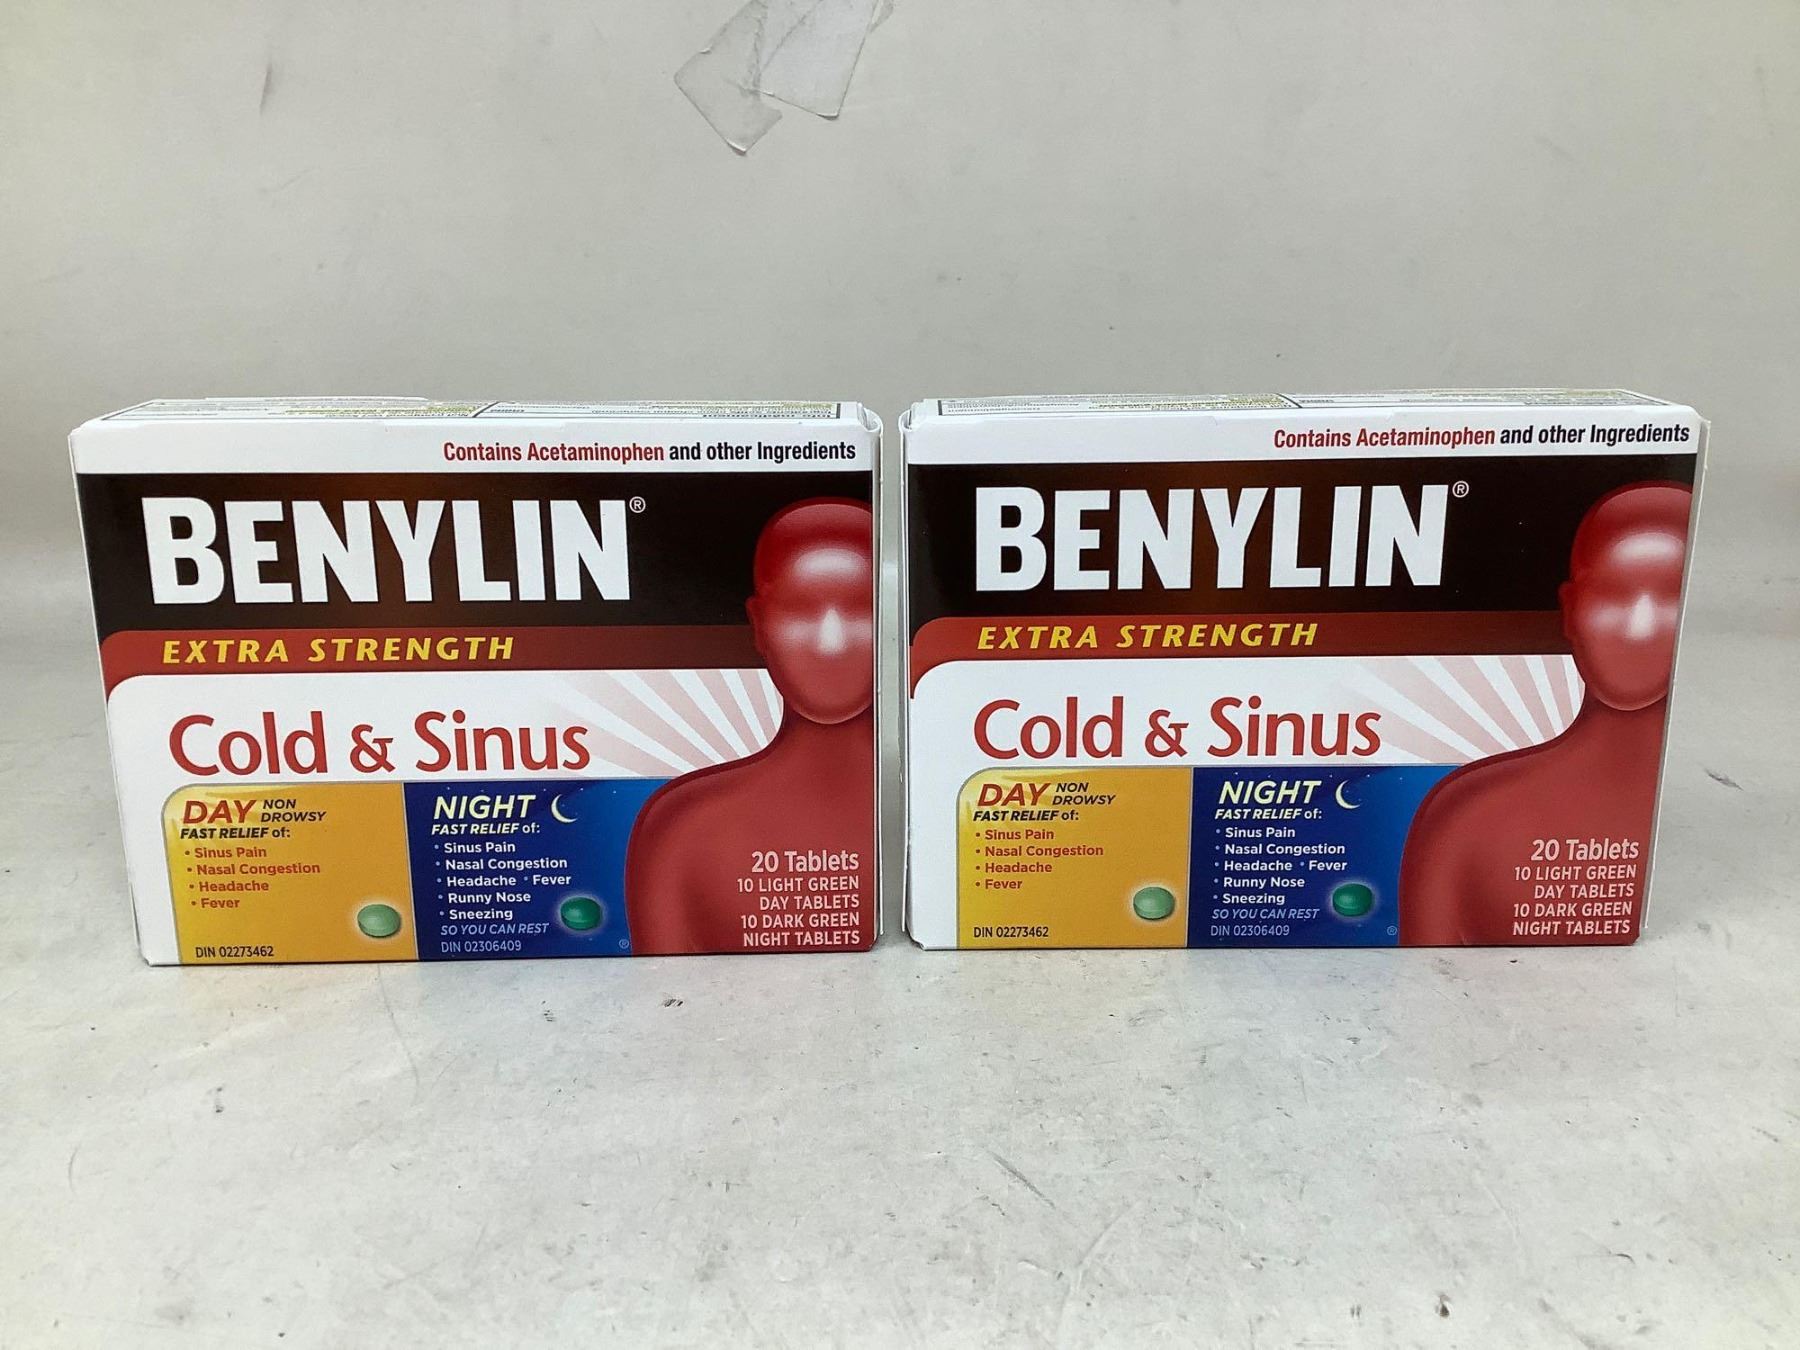 Contains Acetaminophen and other Ingredients
BENYLIN®
EXTRA STRENGTH
Cold & Sinus
DAY NON DROWSY
FAST RELIEF of:
• Sinus Pain
• Nasal Congestion
• Headache
• Fever
DIN 02273462
NIGHT
FAST RELIEF of:
• Sinus Pain
• Nasal Congestion
• Headache • Fever
• Runny Nose
• Sneezing
SO YOU CAN REST
DIN 02306409
®
20 Tablets
10 LIGHT GREEN
DAY TABLETS
10 DARK GREEN
NIGHT TABLETS
Contains Acetaminophen and other Ingredients
BENYLIN®
EXTRA STRENGTH
Cold & Sinus
DAY NON DROWSY
FAST RELIEF of:
• Sinus Pain
• Nasal Congestion
• Headache
• Fever
DIN 02273462
NIGHT
FAST RELIEF of:
• Sinus Pain
• Nasal Congestion
• Headache • Fever
• Runny Nose
• Sneezing
SO YOU CAN REST
DIN 02306409
®
20 Tablets
10 LIGHT GREEN
DAY TABLETS
10 DARK GREEN
NIGHT TABLETS